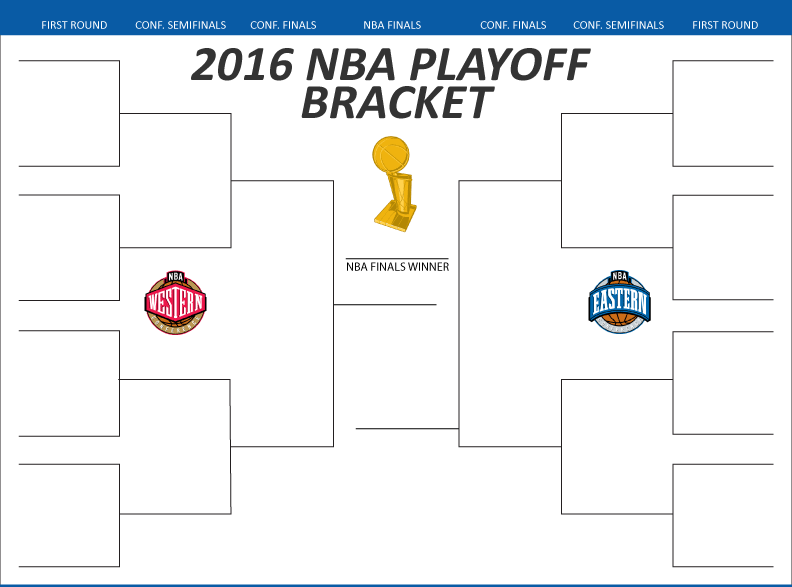 FIRST ROUND
CONF. SEMIFINALS
CONF. FINALS
NBA FINALS
CONF. FINALS
CONF. SEMIFINALS
FIRST ROUND
2016 NBA PLAYOFF
BRACKET
NBA FINALS WINNER
NBA
WESTERN
NBA
EASTERN